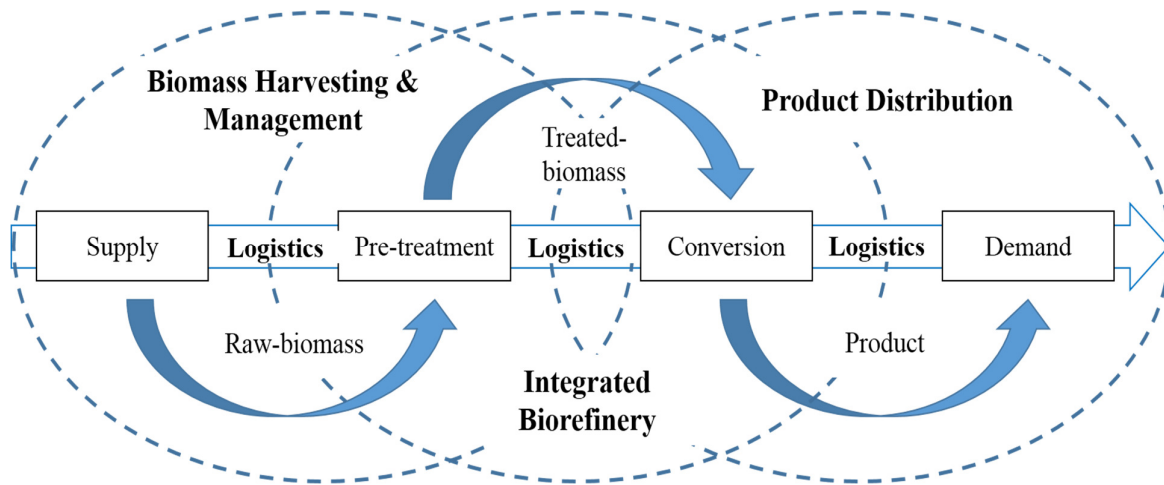 Biomass Harvesting &
Management
Product Distribution
Treated-
biomass
Supply
Logistics
Pre-treatment
Logistics
Conversion
Logistics
Demand
Raw-biomass
Product
Integrated
Biorefinery